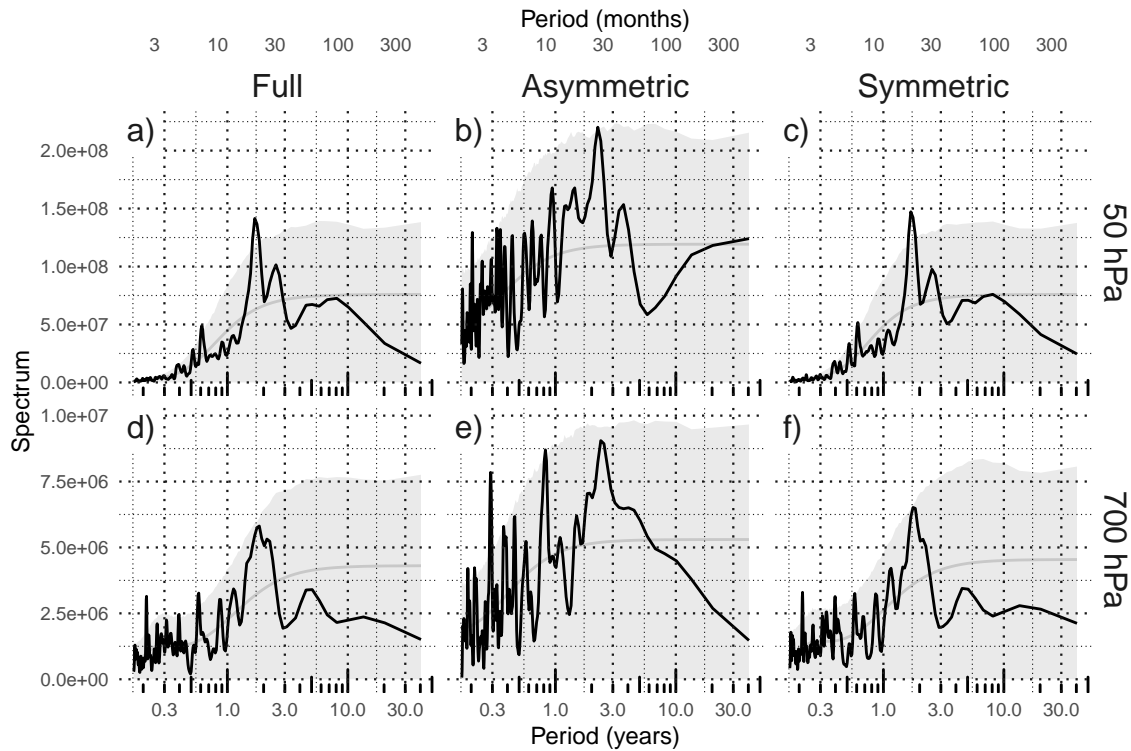 Period (months)
3 10 30 100 300 3 10 30 100 300 3 10 30 100 300
Full Asymmetric Symmetric
a) b) c)
2.0e+08
1.5e+08
1.0e+08
5.0e+07
0.0e+00
50 hPa
Spectrum
d) e) f)
1.0e+07
7.5e+06
5.0e+06
2.5e+06
0.0e+00
700 hPa
0.3 1.0 3.0 10.0 30.0 0.3 1.0 3.0 10.0 30.0 0.3 1.0 3.0 10.0 30.0
Period (years)